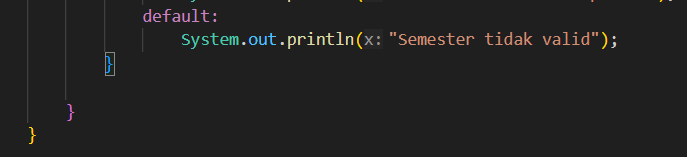 default:
System.out.println(x: "Semester tidak valid");
}
}
}